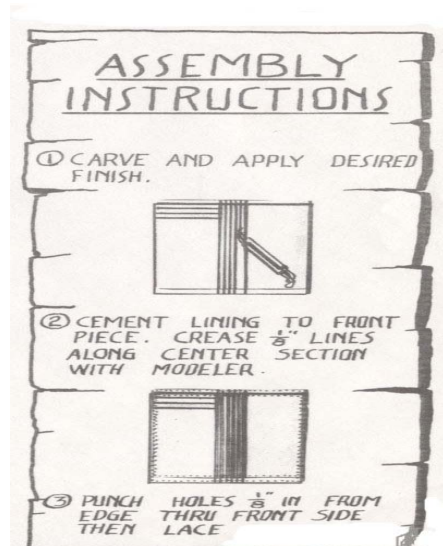 ASSEMBLY
INSTRUCTIONS
① CARVE AND APPLY DESIRED
FINISH.
② CEMENT LINING TO FRONT
PIECE. CREASE 1/8" LINES
ALONG CENTER SECTION
WITH MODELER.
③ PUNCH HOLES 1/8" IN FROM
EDGE THRU FRONT SIDE
THEN LACE